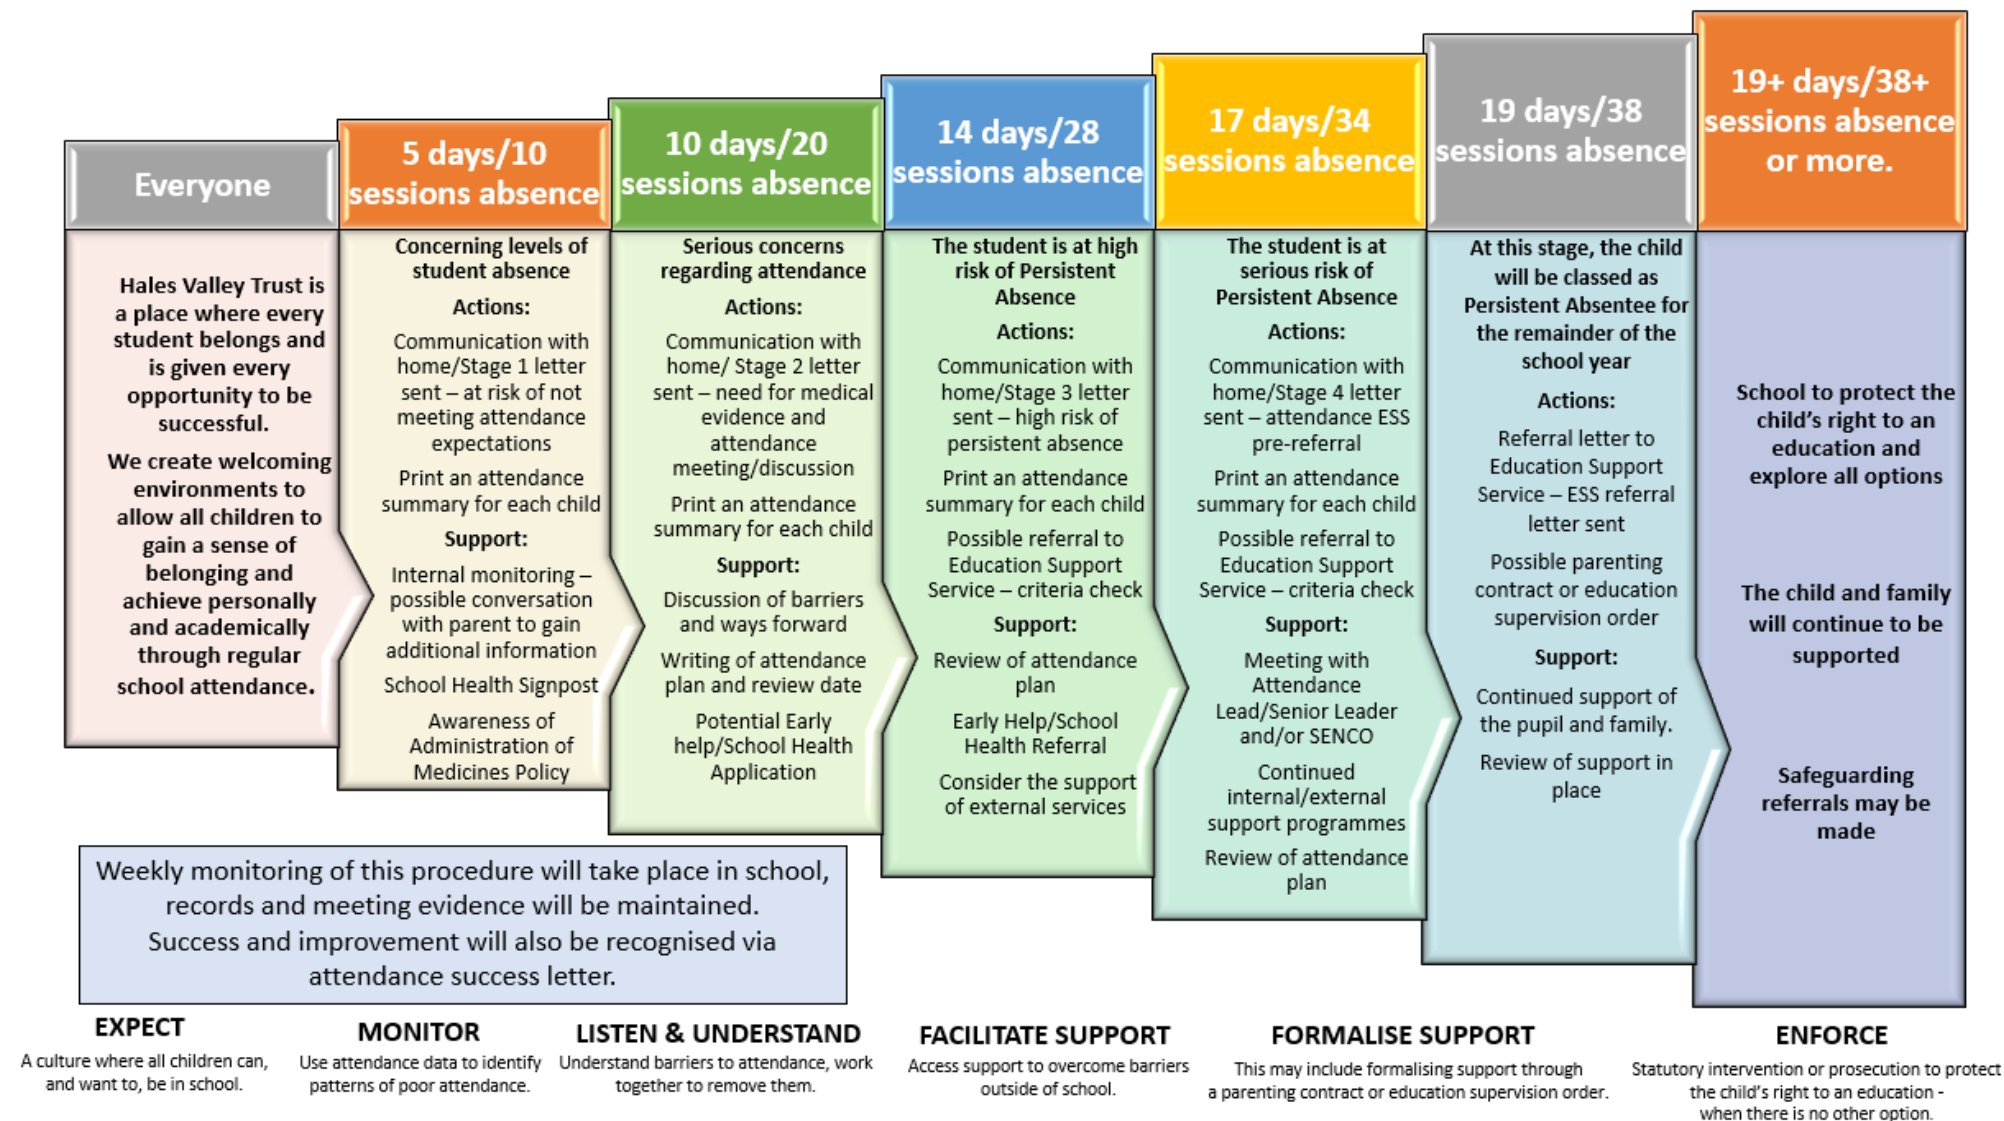 Everyone
Hales Valley Trust is
a place where every
student belongs and
is given every
opportunity to be
successful.
We create welcoming
environments to
allow all children to
gain a sense of
belonging and
achieve personally
and academically
through regular
school attendance.
5 days/10
sessions absence
Concerning levels of
student absence
Actions:
Communication with
home/Stage 1 letter
sent – at risk of not
meeting attendance
expectations
Print an attendance
summary for each child
Support:
Internal monitoring –
possible conversation
with parent to gain
additional information
School Health Signpost
Awareness of
Administration of
Medicines Policy
10 days/20
sessions absence
Serious concerns
regarding attendance
Actions:
Communication with
home/ Stage 2 letter
sent – need for medical
evidence and
attendance
meeting/discussion
Print an attendance
summary for each child
Support:
Discussion of barriers
and ways forward
Writing of attendance
plan and review date
Potential Early
help/School Health
Application
14 days/28
sessions absence
The student is at high
risk of Persistent
Absence
Actions:
Communication with
home/Stage 3 letter
sent – high risk of
persistent absence
Print an attendance
summary for each child
Possible referral to
Education Support
Service – criteria check
Support:
Review of attendance
plan
Early Help/School
Health Referral
Consider the support
of external services
17 days/34
sessions absence
The student is at
serious risk of
Persistent Absence
Actions:
Communication with
home/Stage 4 letter
sent – attendance ESS
pre-referral
Print an attendance
summary for each child
Possible referral to
Education Support
Service – criteria check
Support:
Meeting with
Attendance
Lead/Senior Leader
and/or SENCO
Continued
internal/external
support programmes
Review of attendance
plan
19 days/38
sessions absence
At this stage, the child
will be classed as
Persistent Absentee for
the remainder of the
school year
Actions:
Referral letter to
Education Support
Service – ESS referral
letter sent
Possible parenting
contract or education
supervision order
Support:
Continued support of
the pupil and family.
Review of support in
place
19+ days/38+
sessions absence
or more.
School to protect the
child's right to an
education and
explore all options
The child and family
will continue to be
supported
Safeguarding
referrals may be
made
Weekly monitoring of this procedure will take place in school,
records and meeting evidence will be maintained.
Success and improvement will also be recognised via
attendance success letter.
EXPECT
A culture where all children can,
and want to, be in school.
MONITOR
Use attendance data to identify
patterns of poor attendance.
LISTEN & UNDERSTAND
Understand barriers to attendance, work
together to remove them.
FACILITATE SUPPORT
Access support to overcome barriers
outside of school.
FORMALISE SUPPORT
This may include formalising support through
a parenting contract or education supervision order.
ENFORCE
Statutory intervention or prosecution to protect
the child's right to an education -
when there is no other option.